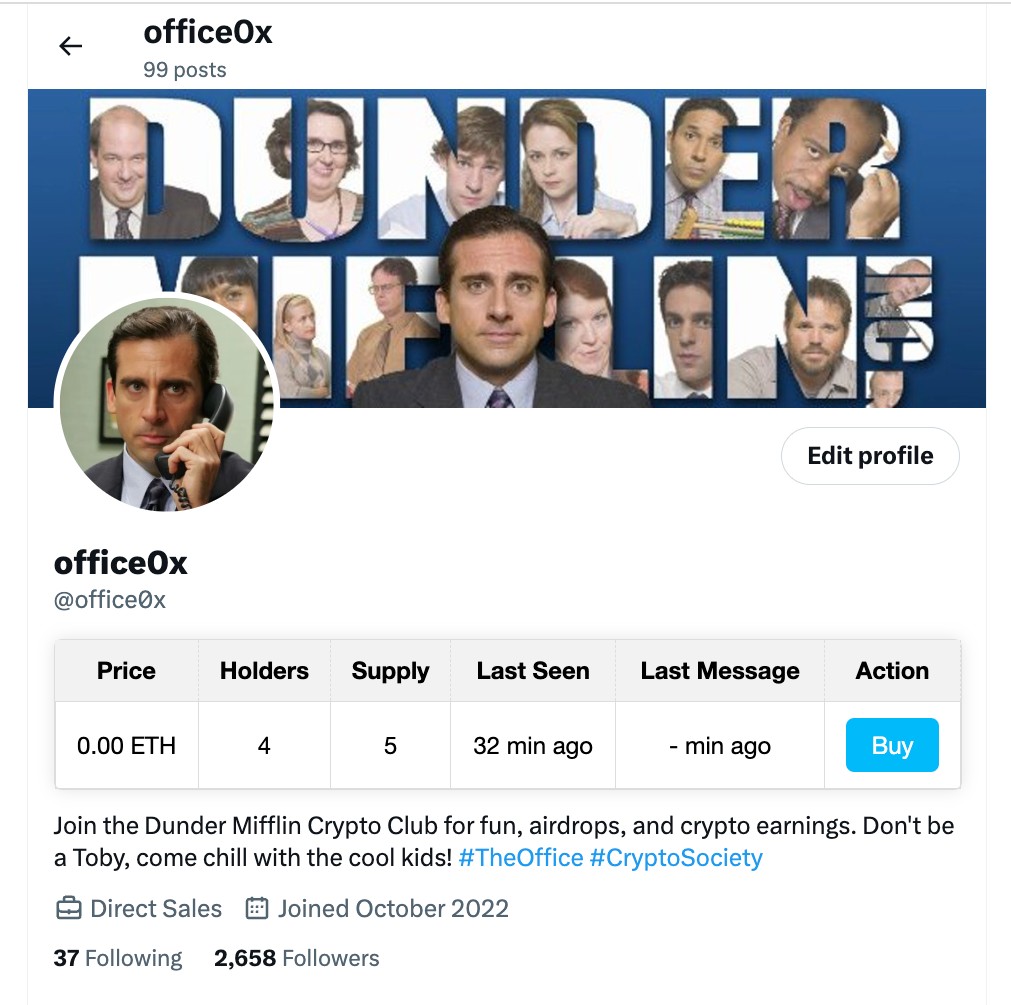 office0x
99 posts
DUNDER
MIFFLIN INC
Edit profile
office0x
@office0x
Price Holders Supply Last Seen Last Message Action
0.00 ETH 4 5 32 min ago - min ago Buy
Join the Dunder Mifflin Crypto Club for fun, airdrops, and crypto earnings. Don't be
a Toby, come chill with the cool kids! #TheOffice #CryptoSociety
Direct Sales Joined October 2022
37 Following 2,658 Followers